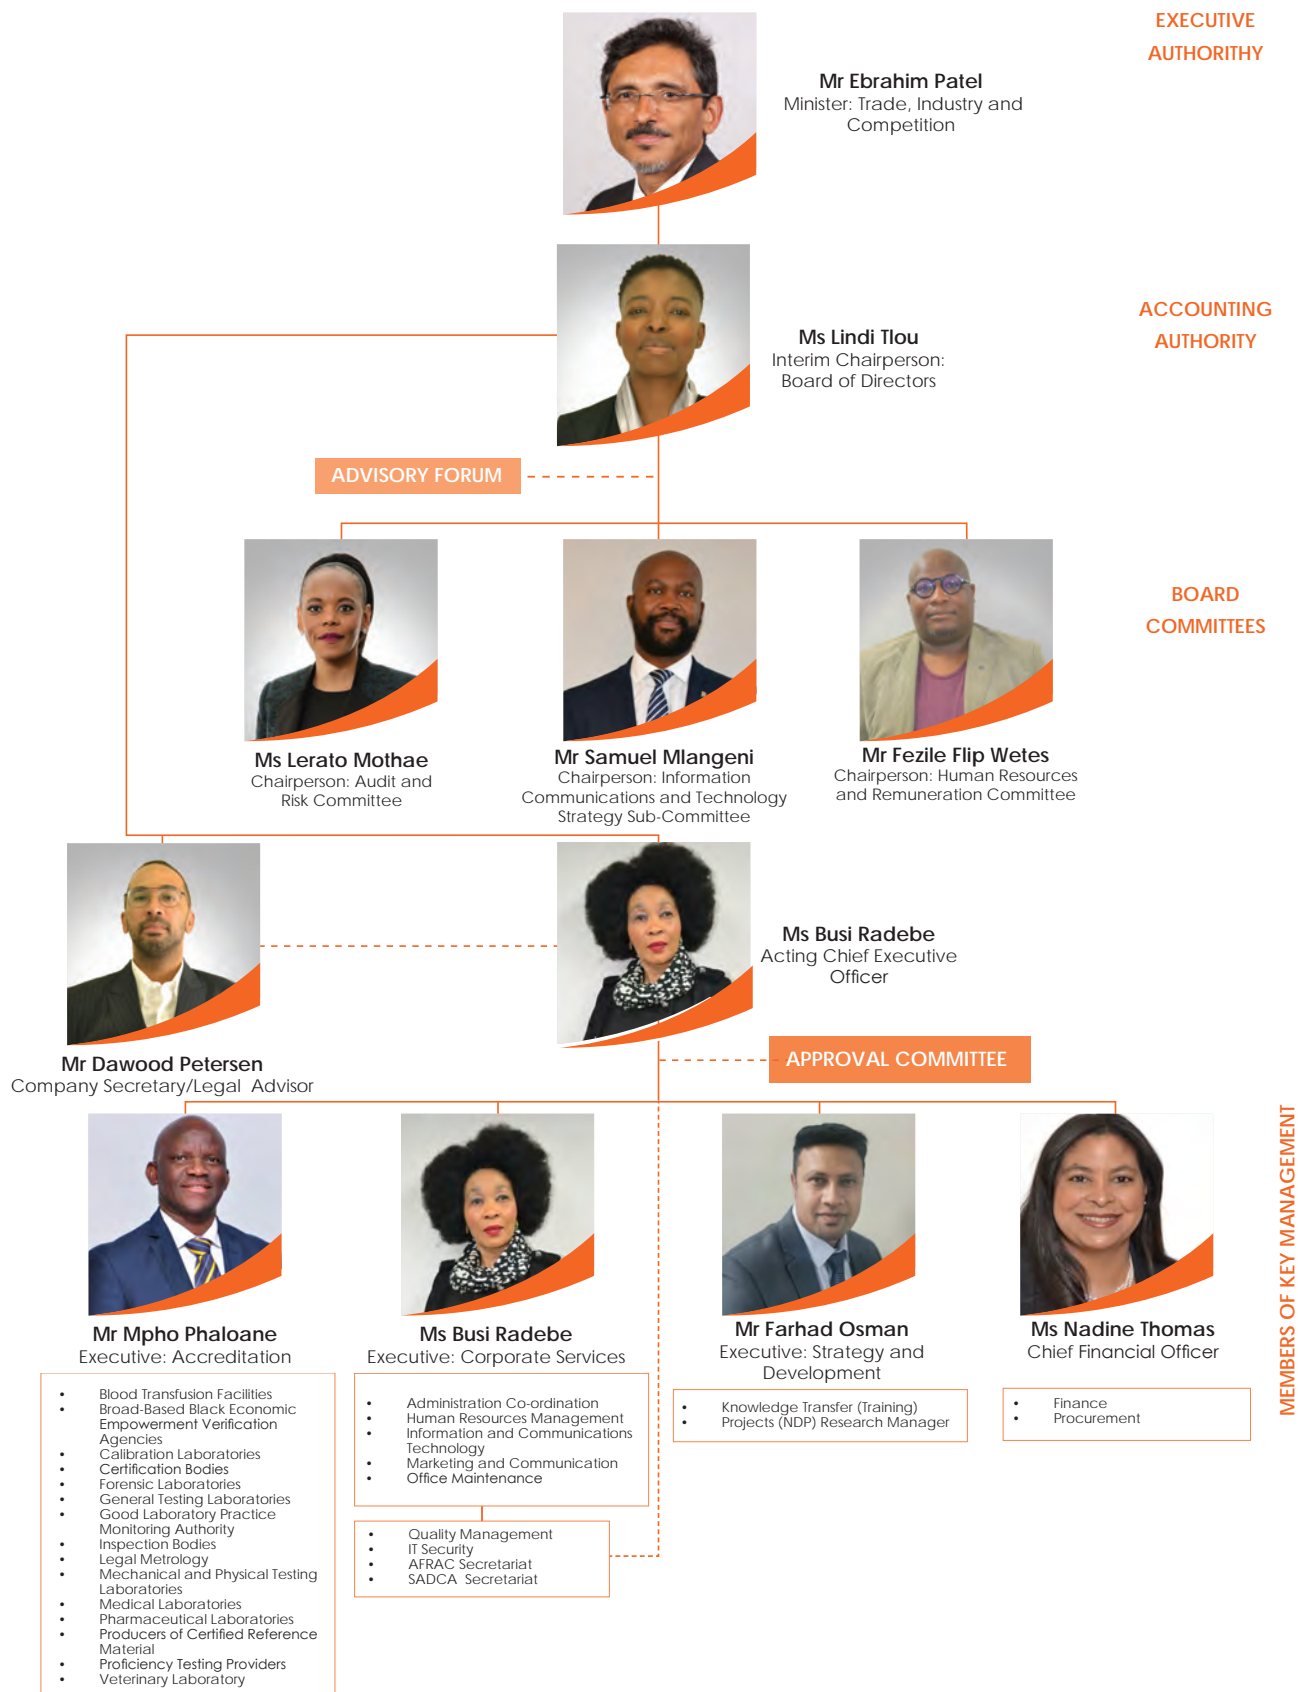 EXECUTIVE
AUTHORITHY
Mr Ebrahim Patel
Minister: Trade, Industry and
Competition
ACCOUNTING
AUTHORITY
Ms Lindi Tlou
Interim Chairperson:
Board of Directors
ADVISORY FORUM
BOARD
COMMITTEES
Ms Lerato Mothae
Chairperson: Audit and
Risk Committee
Mr Samuel Mlangeni
Chairperson: Information
Communications and Technology
Strategy Sub-Committee
Mr Fezile Flip Wetes
Chairperson: Human Resources
and Remuneration Committee
Ms Busi Radebe
Acting Chief Executive
Officer
Mr Dawood Petersen
Company Secretary/Legal Advisor
APPROVAL COMMITTEE
MEMBERS OF KEY MANAGEMENT
Mr Mpho Phaloane
Executive: Accreditation
• Blood Transfusion Facilities
• Broad-Based Black Economic
Empowerment Verification
Agencies
• Calibration Laboratories
• Certification Bodies
• Forensic Laboratories
• General Testing Laboratories
• Good Laboratory Practice
Monitoring Authority
• Inspection Bodies
• Legal Metrology
• Mechanical and Physical Testing
Laboratories
• Medical Laboratories
• Pharmaceutical Laboratories
• Producers of Certified Reference
Material
• Proficiency Testing Providers
• Veterinary Laboratory
Ms Busi Radebe
Executive: Corporate Services
• Administration Co-ordination
• Human Resources Management
• Information and Communications
Technology
• Marketing and Communication
• Office Maintenance
• Quality Management
• IT Security
• AFRAC Secretariat
• SADCA Secretariat
Mr Farhad Osman
Executive: Strategy and
Development
• Knowledge Transfer (Training)
• Projects (NDP) Research Manager
Ms Nadine Thomas
Chief Financial Officer
• Finance
• Procurement